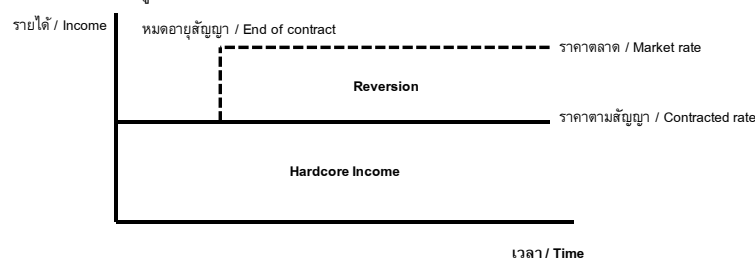 รายได้ / Income
หมดอายุสัญญา / End of contract
ราคาตลาด / Market rate
Reversion
ราคาตามสัญญา / Contracted rate
Hardcore Income
เวลา / Time